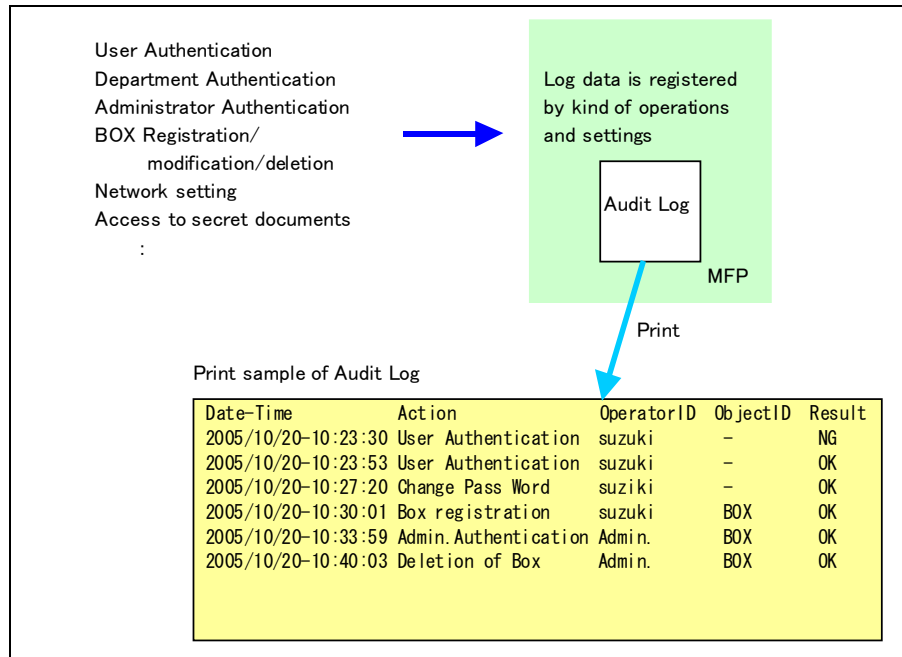 User Authentication
Department Authentication
Administrator Authentication
BOX Registration/
modification/deletion
Network setting
Access to secret documents
:
Log data is registered
by kind of operations
and settings
Audit Log
MFP
Print
Print sample of Audit Log
Date-Time Action OperatorID ObjectID Result
2005/10/20-10:23:30 User Authentication suzuki - NG
2005/10/20-10:23:53 User Authentication suzuki - OK
2005/10/20-10:27:20 Change Pass Word suziki - OK
2005/10/20-10:30:01 Box registration suzuki BOX OK
2005/10/20-10:33:59 Admin.Authentication Admin. BOX OK
2005/10/20-10:40:03 Deletion of Box Admin. BOX OK